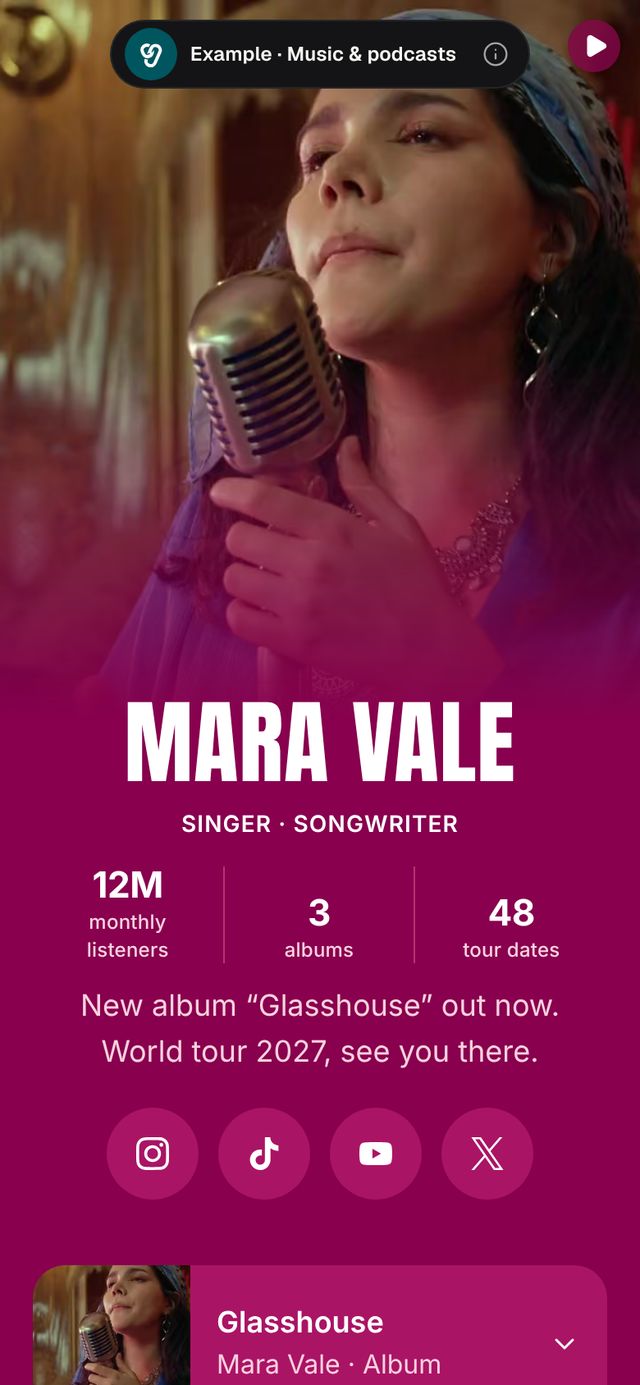 Example · Music & podcasts
MARA VALE
SINGER · SONGWRITER
12M
monthly
listeners
3
albums
48
tour dates
New album “Glasshouse” out now.
World tour 2027, see you there.
Glasshouse
Mara Vale · Album